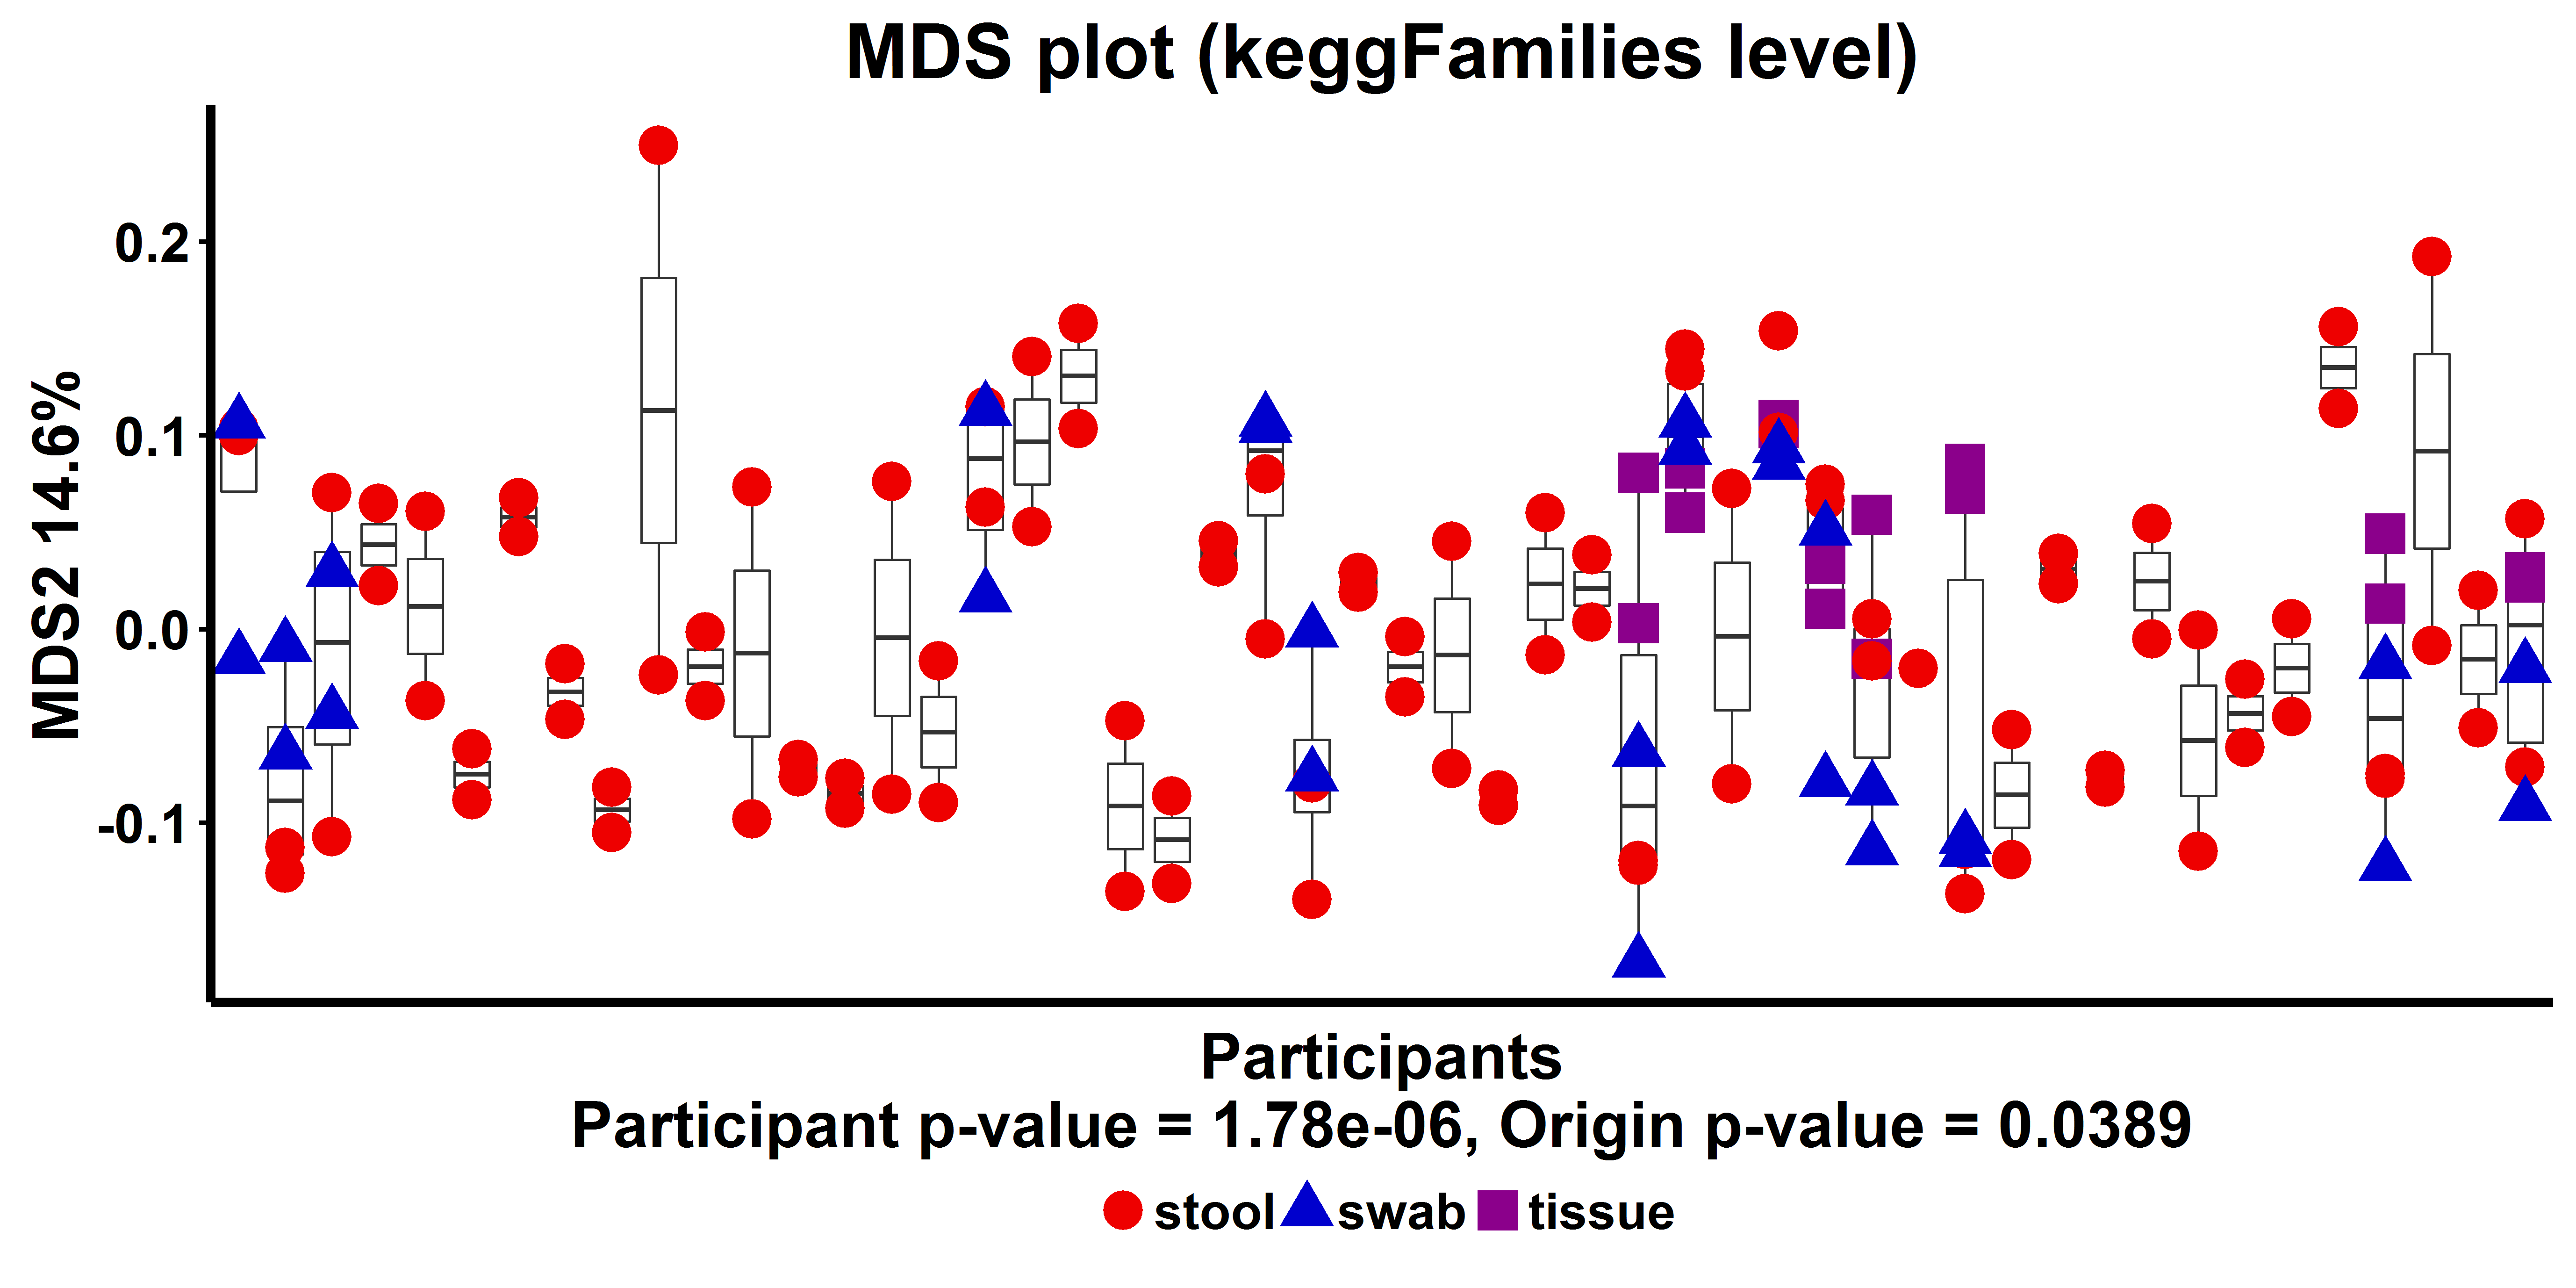 MDS plot (keggFamilies level)
MDS2 14.6%
0.2
0.1
0.0
-0.1
Participants
Participant p-value = 1.78e-06, Origin p-value = 0.0389
stool swab tissue